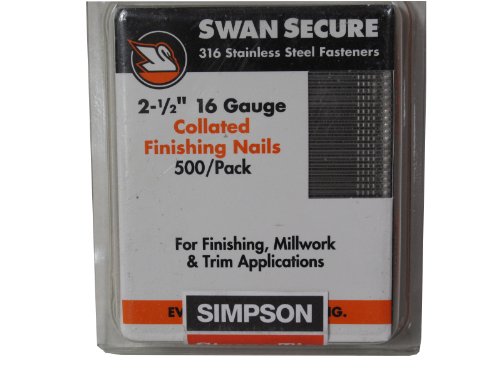 SWAN SECURE
316 Stainless Steel Fasteners
2-½" 16 Gauge
Collated
Finishing Nails
500/Pack
For Finishing, Millwork
& Trim Applications
SIMPSON